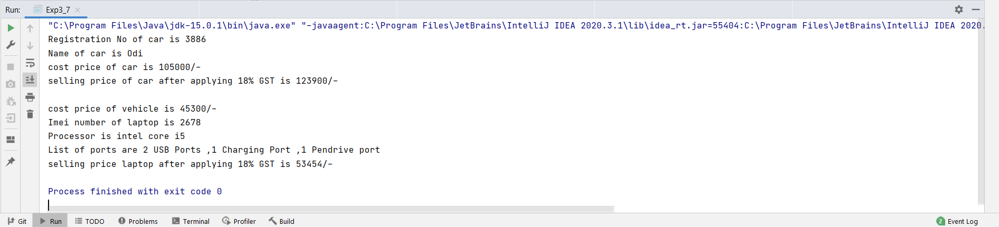 Run: Exp3_7
"C:\Program Files\Java\jdk-15.0.1\bin\java.exe" "-javaagent:C:\Program Files\JetBrains\IntelliJ IDEA 2020.3.1\lib\idea_rt.jar=55404:C:\Program Files\JetBrains\IntelliJ IDEA 2020.
Registration No of car is 3886
Name of car is Odi
cost price of car is 105000/-
selling price of car after applying 18% GST is 123900/-
cost price of vehicle is 45300/-
Imei number of laptop is 2678
Processor is intel core i5
List of ports are 2 USB Ports ,1 Charging Port ,1 Pendrive port
selling price laptop after applying 18% GST is 53454/-
Process finished with exit code 0
Git Run TODO Problems Terminal Profiler Build 2 Event Log